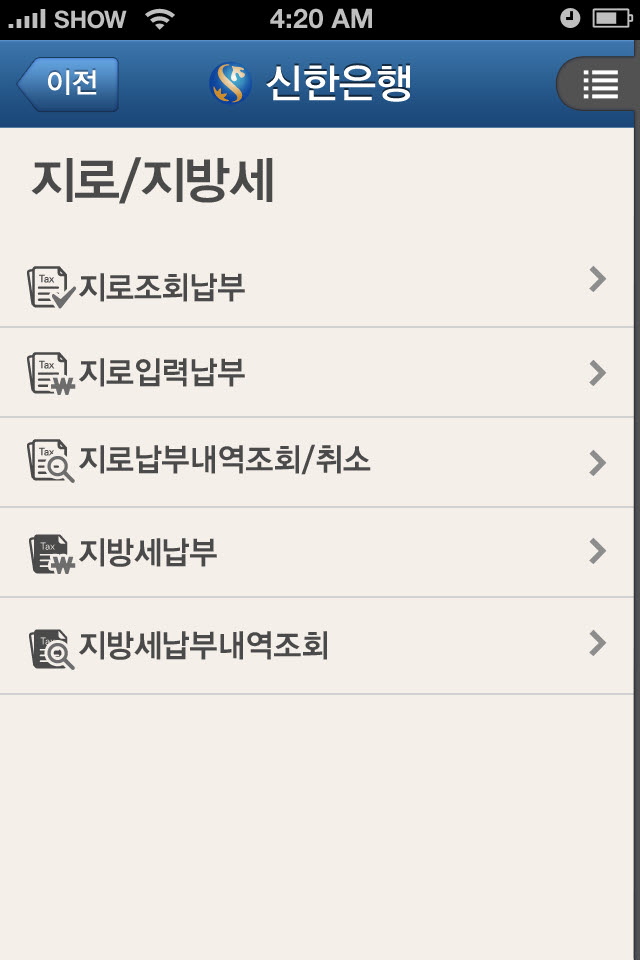 SHOW 4:20 AM
이전 신한은행
지로/지방세
Tax 지로조회납부
Tax ₩ 지로입력납부
Tax 지로납부내역조회/취소
Tax ₩ 지방세납부
Tax 지방세납부내역조회